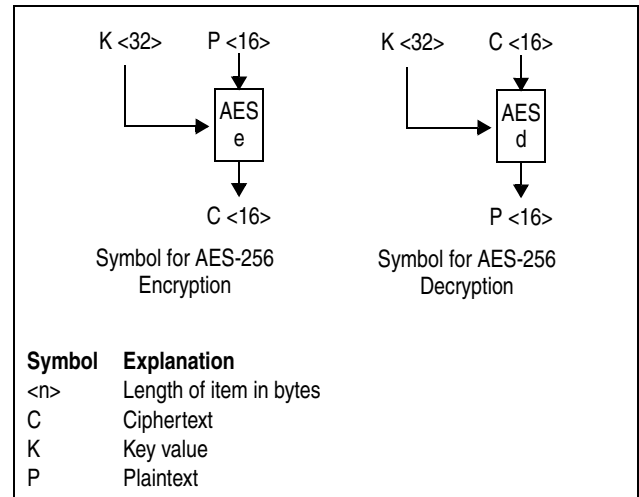 K <32> P <16> K <32> C <16>
AES AES
e d
C <16> P <16>
Symbol for AES-256 Symbol for AES-256
Encryption Decryption
Symbol Explanation
<n> Length of item in bytes
C Ciphertext
K Key value
P Plaintext